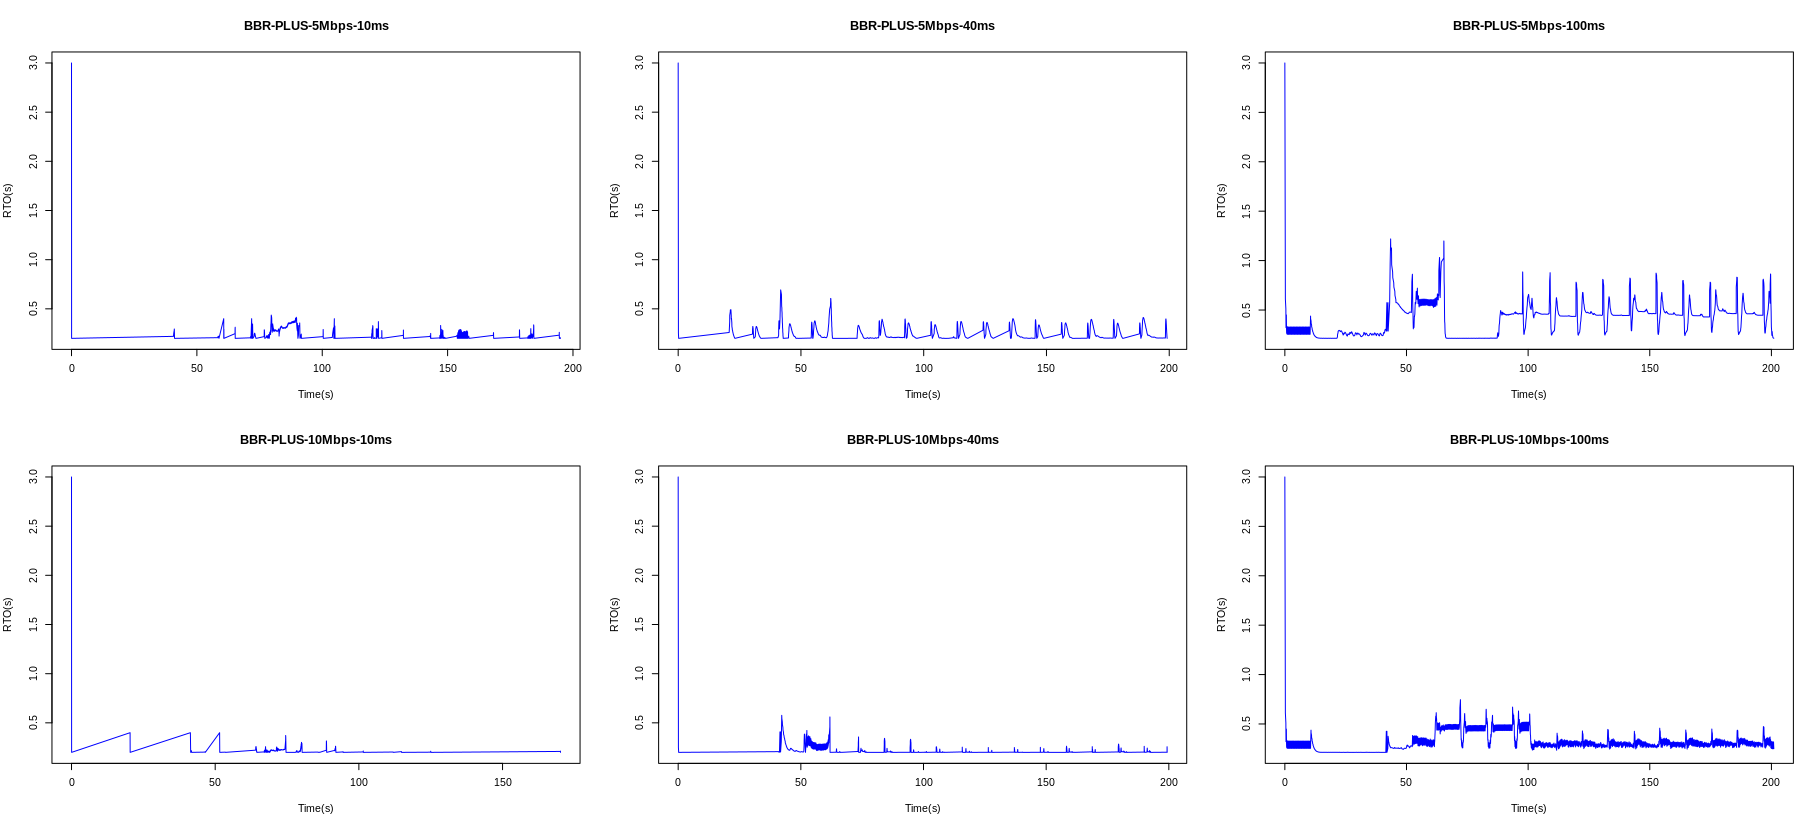 BBR-PLUS-5Mbps-10ms
RTO(s)
3.0
2.5
2.0
1.5
1.0
0.5
0 50 100 150 200
Time(s)
BBR-PLUS-5Mbps-40ms
RTO(s)
3.0
2.5
2.0
1.5
1.0
0.5
0 50 100 150 200
Time(s)
BBR-PLUS-5Mbps-100ms
RTO(s)
3.0
2.5
2.0
1.5
1.0
0.5
0 50 100 150 200
Time(s)
BBR-PLUS-10Mbps-10ms
RTO(s)
3.0
2.5
2.0
1.5
1.0
0.5
0 50 100 150
Time(s)
BBR-PLUS-10Mbps-40ms
RTO(s)
3.0
2.5
2.0
1.5
1.0
0.5
0 50 100 150 200
Time(s)
BBR-PLUS-10Mbps-100ms
RTO(s)
3.0
2.5
2.0
1.5
1.0
0.5
0 50 100 150 200
Time(s)